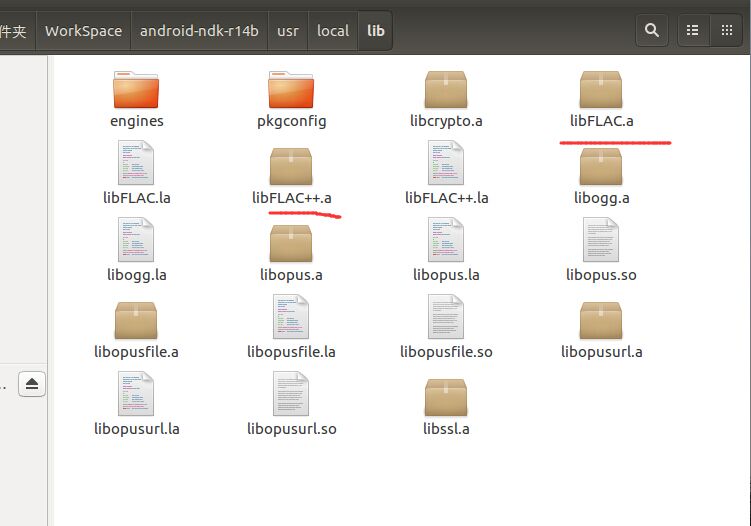 件夹 WorkSpace android-ndk-r14b usr local lib
engines pkgconfig libcrypto.a libFLAC.a
libFLAC.la libFLAC++.a libFLAC++.la libogg.a
libogg.la libopus.a libopus.la libopus.so
libopusfile.a libopusfile.la libopusfile.so libopusurl.a
...
libopusurl.la libopusurl.so libssl.a